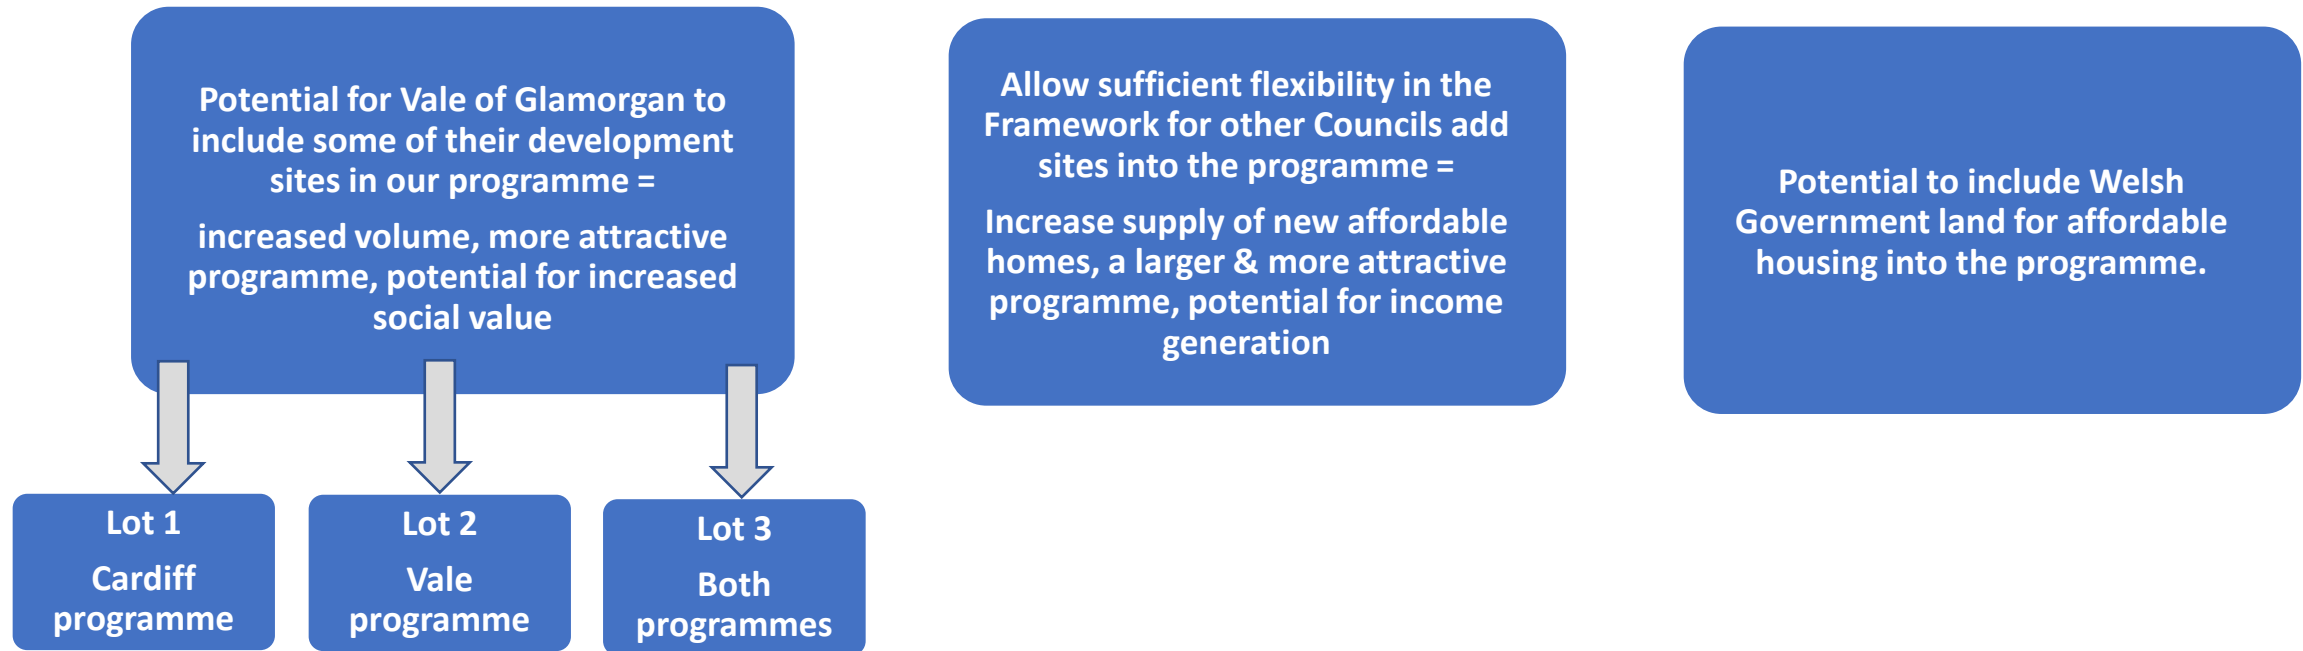 Potential for Vale of Glamorgan to
include some of their development
sites in our programme =
increased volume, more attractive
programme, potential for increased
social value
Allow sufficient flexibility in the
Framework for other Councils add
sites into the programme =
Increase supply of new affordable
homes, a larger & more attractive
programme, potential for income
generation
Potential to include Welsh
Government land for affordable
housing into the programme.
Lot 1
Cardiff
programme
Lot 2
Vale
programme
Lot 3
Both
programmes